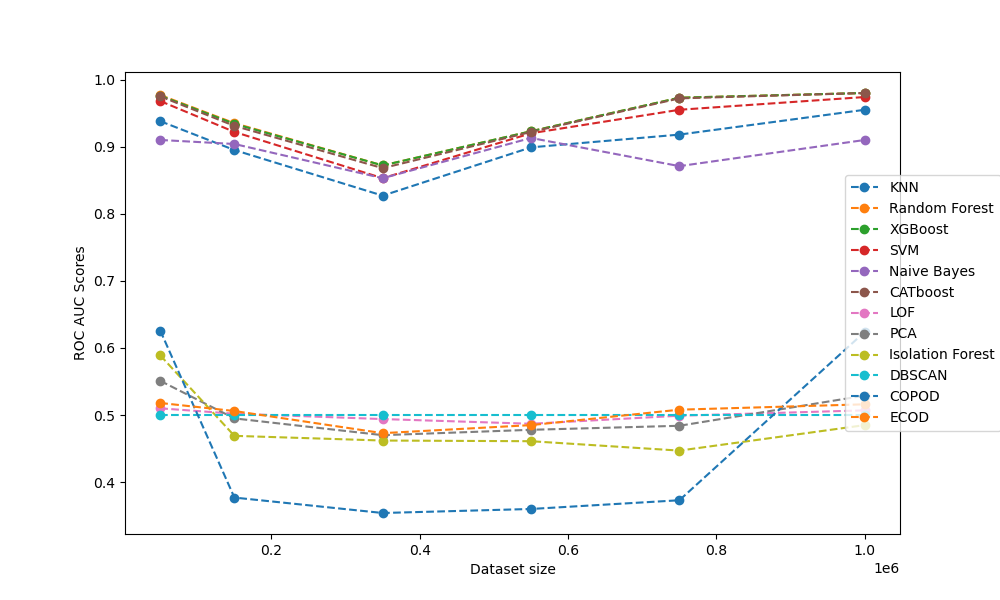 1.0
0.9
0.8
0.7
0.6
0.5
0.4
ROC AUC Scores
0.2
0.4
0.6
0.8
1.0
1e6
Dataset size
KNN
Random Forest
XGBoost
SVM
Naive Bayes
CATboost
LOF
PCA
Isolation Forest
DBSCAN
COPOD
ECOD